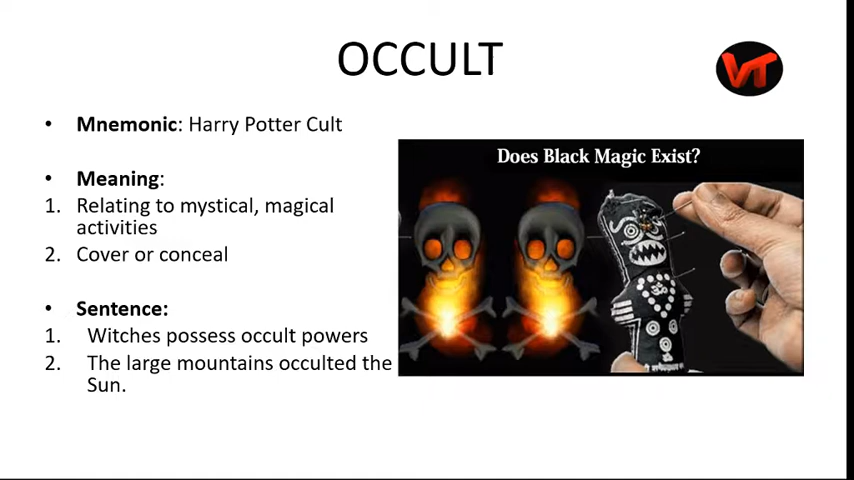 OCCULT
VT
• Mnemonic: Harry Potter Cult
• Meaning:
1. Relating to mystical, magical
activities
2. Cover or conceal
• Sentence:
1. Witches possess occult powers
2. The large mountains occulted the
Sun.
Does Black Magic Exist?